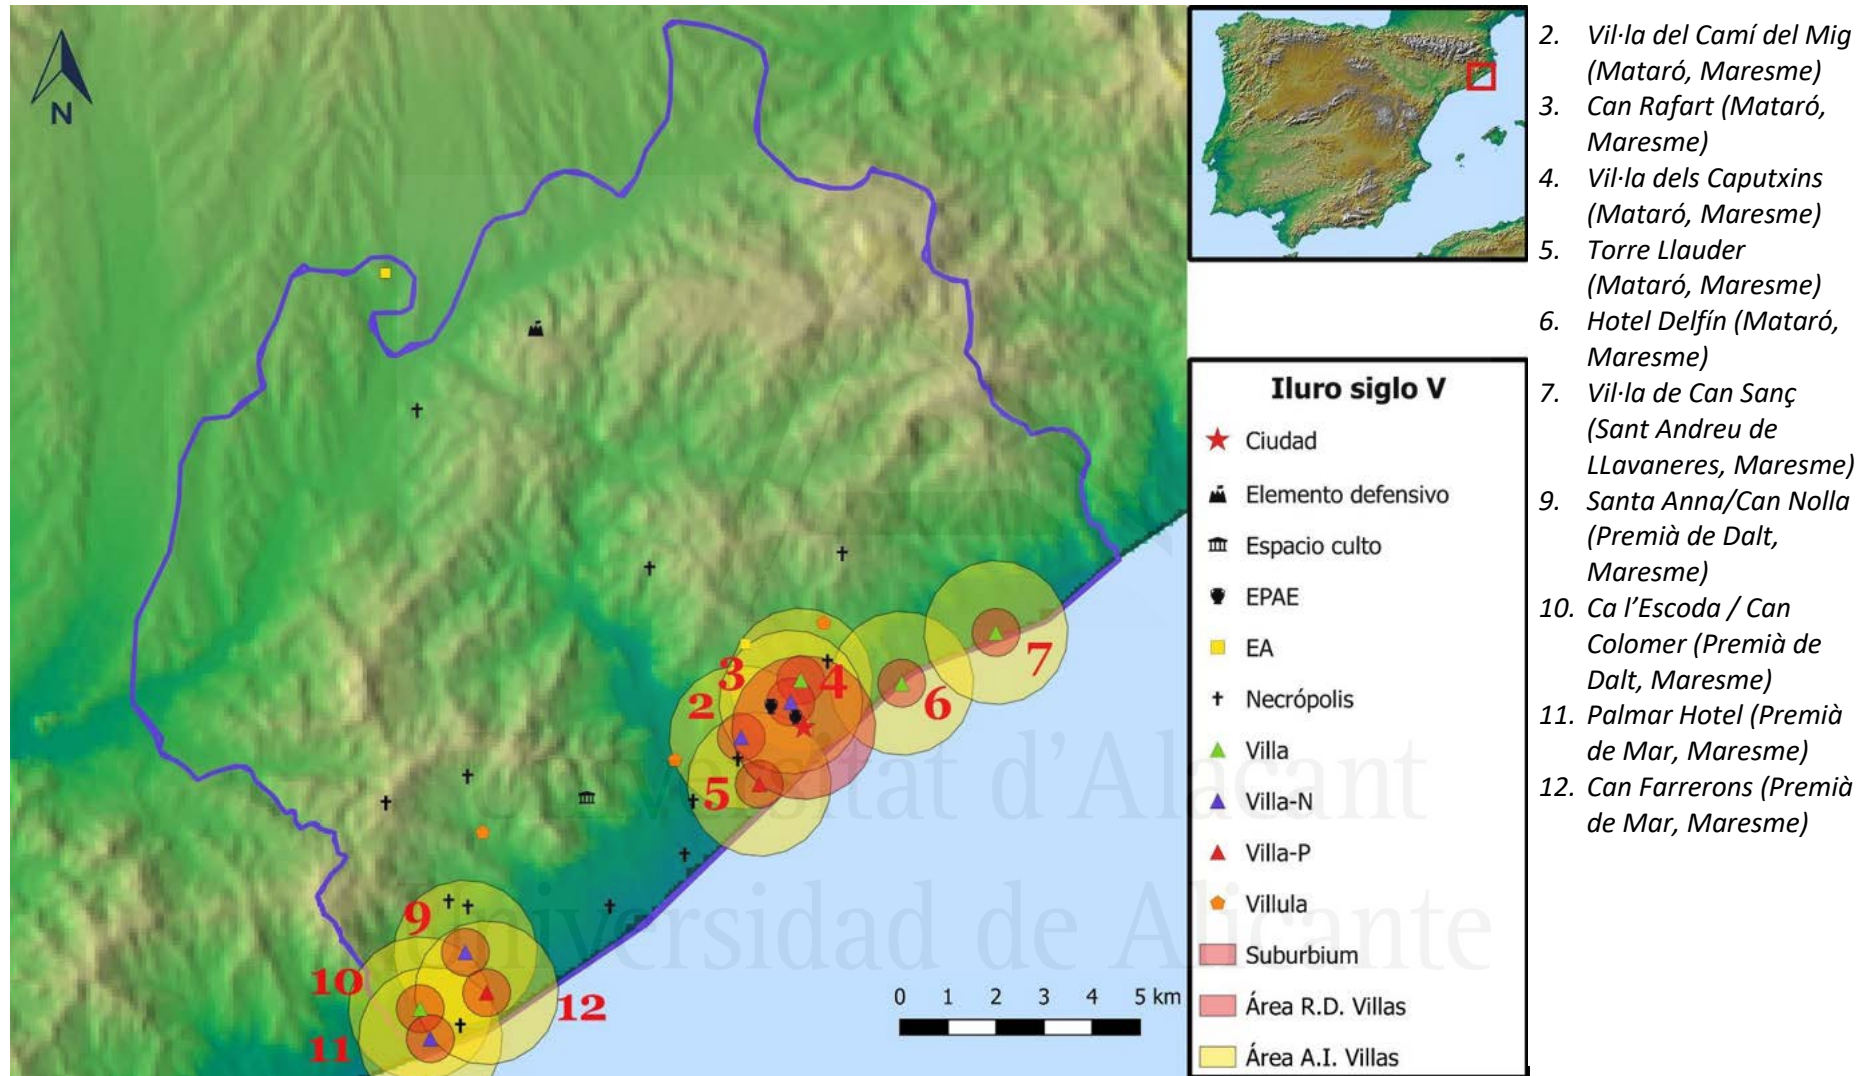 N
3
4
2
6
7
5
9
10
11
12
Universitat d'Alacant
Universidad de Alicante
0 1 2 3 4 5 km
Iluro siglo V
Ciudad
Elemento defensivo
Espacio culto
EPAE
EA
Necrópolis
Villa
Villa-N
Villa-P
Villula
Suburbium
Área R.D. Villas
Área A.I. Villas
2. Vil·la del Camí del Mig
(Mataró, Maresme)
3. Can Rafart (Mataró,
Maresme)
4. Vil·la dels Caputxins
(Mataró, Maresme)
5. Torre Llauder
(Mataró, Maresme)
6. Hotel Delfín (Mataró,
Maresme)
7. Vil·la de Can Sanç
(Sant Andreu de
LLavaneres, Maresme)
9. Santa Anna/Can Nolla
(Premià de Dalt,
Maresme)
10. Ca l’Escoda / Can
Colomer (Premià de
Dalt, Maresme)
11. Palmar Hotel (Premià
de Mar, Maresme)
12. Can Farrerons (Premià
de Mar, Maresme)